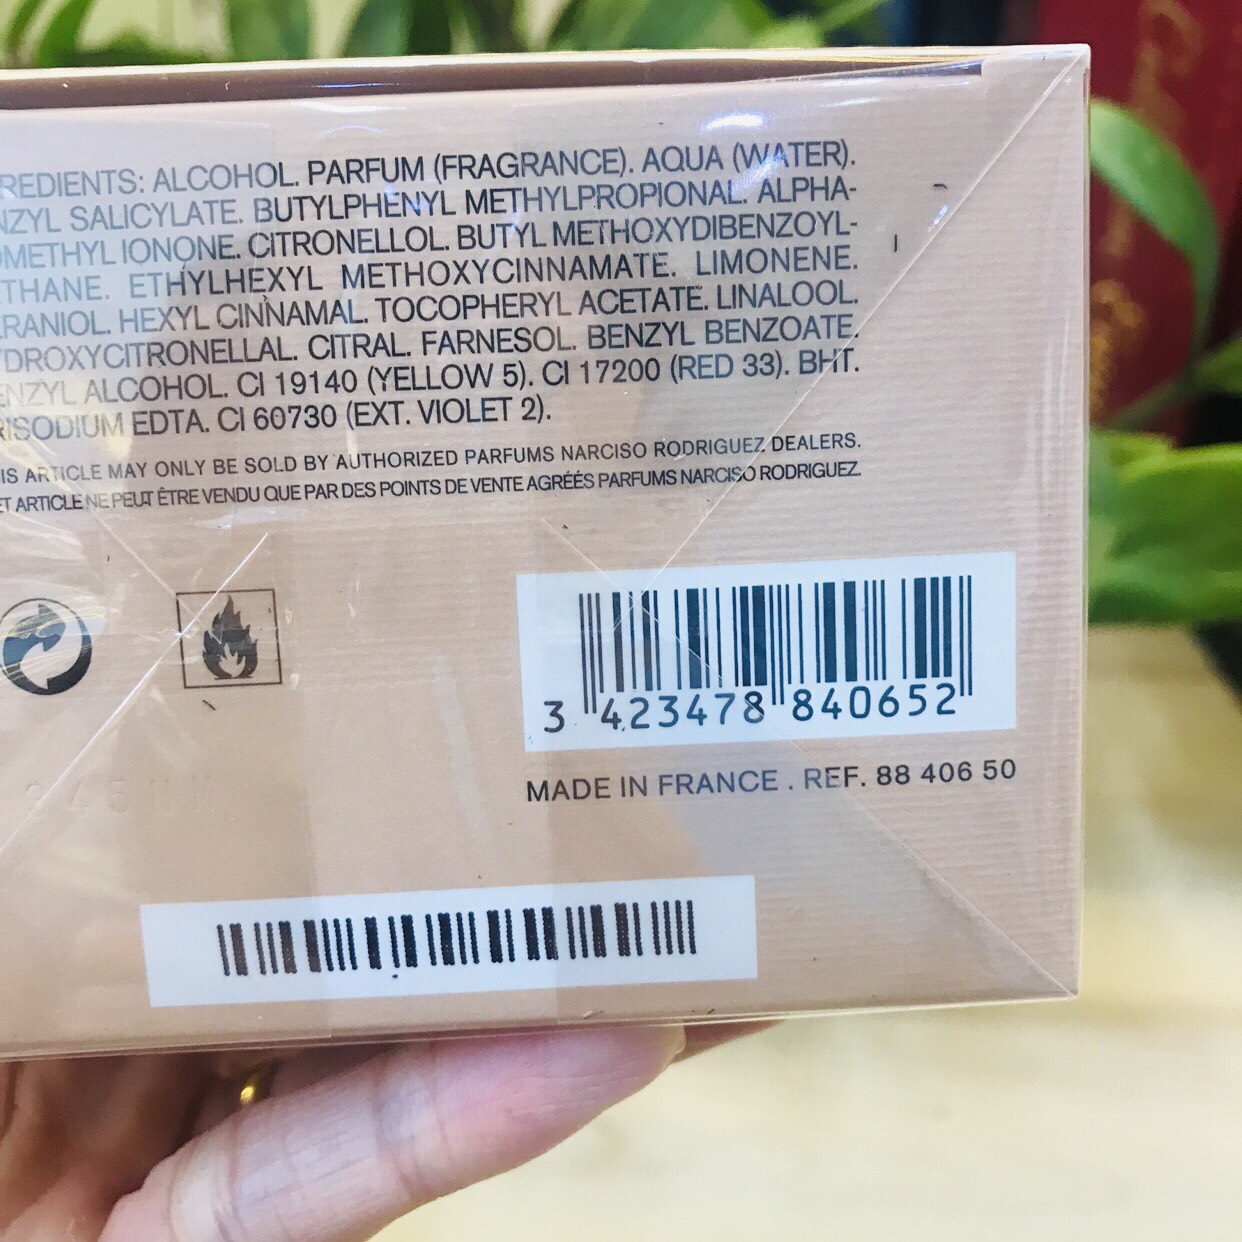 REDIENTS: ALCOHOL. PARFUM (FRAGRANCE). AQUA (WATER).
NZYL SALICYLATE. BUTYLPHENYL METHYLPROPIONAL. ALPHA-
OMETHYL IONONE. CITRONELLOL. BUTYL METHOXYDIBENZOYL-
THANE. ETHYLHEXYL METHOXYCINNAMATE. LIMONENE.
ERANIOL. HEXYL CINNAMAL. TOCOPHERYL ACETATE. LINALOOL.
YDROXYCITRONELLAL. CITRAL. FARNESOL. BENZYL BENZOATE.
ENZYL ALCOHOL. CI 19140 (YELLOW 5). CI 17200 (RED 33). BHT.
RISODIUM EDTA. CI 60730 (EXT. VIOLET 2).
IS ARTICLE MAY ONLY BE SOLD BY AUTHORIZED PARFUMS NARCISO RODRIGUEZ DEALERS.
ET ARTICLE NE PEUT ÊTRE VENDU QUE PAR DES POINTS DE VENTE AGRÉÉS PARFUMS NARCISO RODRIGUEZ.
3 423478 840652
MADE IN FRANCE . REF. 88 406 50